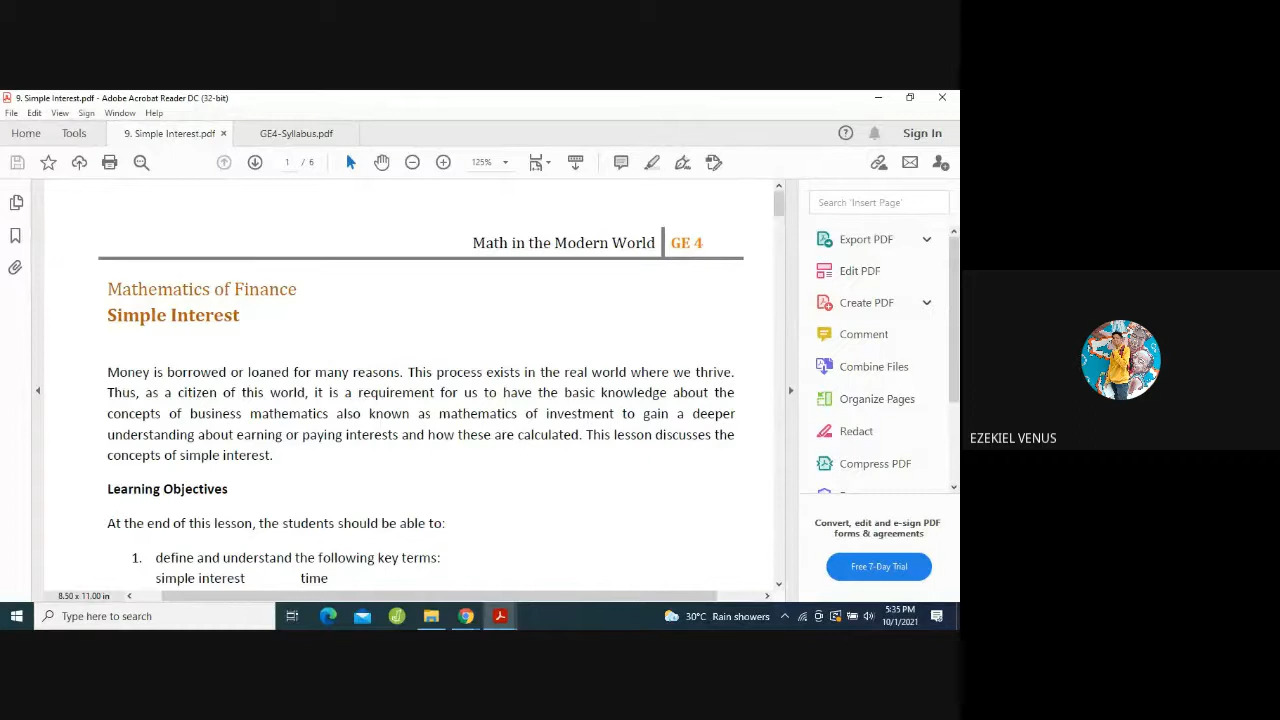 9. Simple Interest.pdf - Adobe Acrobat Reader DC (32-bit)
File Edit View Sign Window Help
Home Tools 9. Simple Interest.pdf × GE4-Syllabus.pdf Sign In
1 / 6 125%
Search 'Insert Page'
Math in the Modern World GE 4
Export PDF
Edit PDF
Mathematics of Finance
Create PDF
Simple Interest
Comment
Combine Files
Money is borrowed or loaned for many reasons. This process exists in the real world where we thrive.
Thus, as a citizen of this world, it is a requirement for us to have the basic knowledge about the
Organize Pages
concepts of business mathematics also known as mathematics of investment to gain a deeper
understanding about earning or paying interests and how these are calculated. This lesson discusses the
Redact
EZEKIEL VENUS
concepts of simple interest.
Compress PDF
Learning Objectives
At the end of this lesson, the students should be able to:
Convert, edit and e-sign PDF
forms & agreements
1. define and understand the following key terms:
Free 7-Day Trial
simple interest time
8.50 x 11.00 in
Type here to search
30°C Rain showers
5:35 PM
10/1/2021